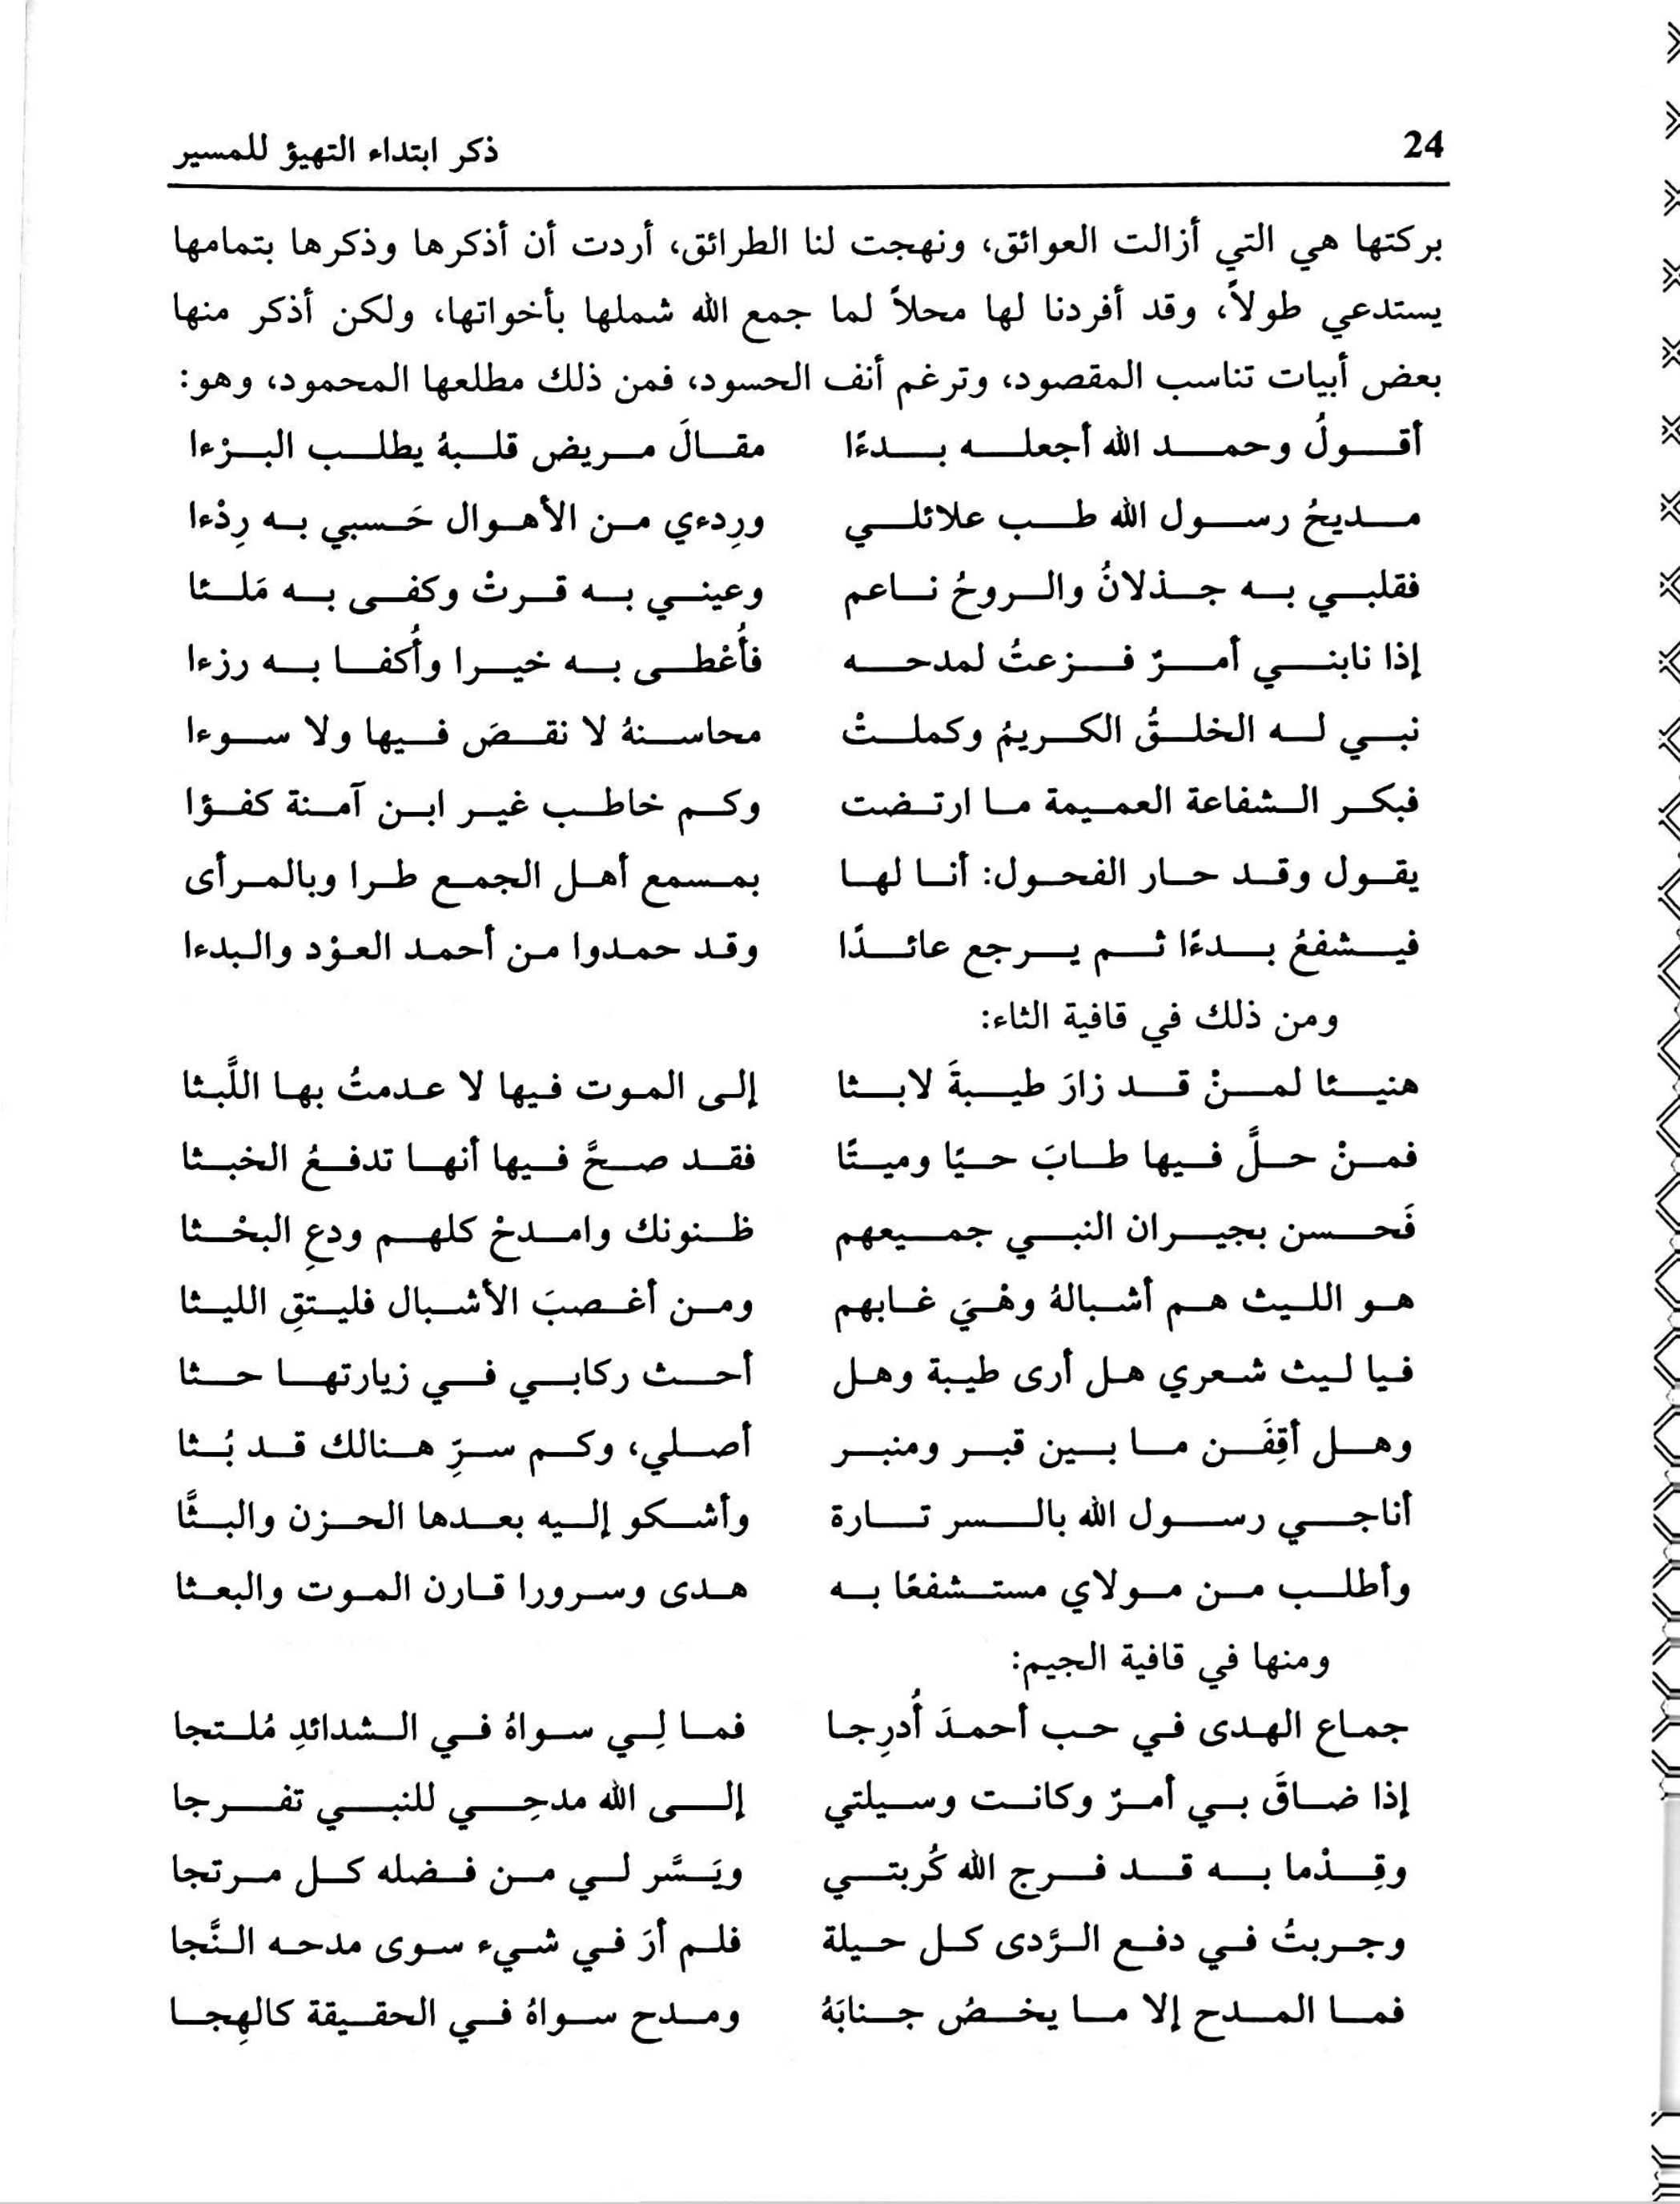 24 ذكر ابتداء التهيؤ للمسير
بركتها هي التي أزالت العوائق، ونهجت لنا الطرائق، أردت أن أذكرها وذكرها بتمامها
يستدعي طولاً، وقد أفردنا لها محلاً لما جمع الله شملها بأخواتها، ولكن أذكر منها
بعض أبيات تناسب المقصود، وترغم أنف الحسود، فمن ذلك مطلعها المحمود، وهو:
أقولُ وحمد الله أجعله بدءًا مقالَ مريض قلبهُ يطلب البرْءا
مديحُ رسول الله طب علائلي ورِدءي من الأهوال حَسبي به رِدْءا
فقلبي به جذلانُ والروحُ ناعم وعيني به قرتْ وكفى به مَلئا
إذا نابني أمرٌ فزعتُ لمدحه فأُعْطى به خيرا وأُكفا به رزءا
نبي له الخلقُ الكريمُ وكملتْ محاسنهُ لا نقصَ فيها ولا سوءا
فبكر الشفاعة العميمة ما ارتضت وكم خاطب غير ابن آمنة كفؤا
يقول وقد حار الفحول: أنا لها بمسمع أهل الجمع طرا وبالمرأى
فيشفعُ بدءًا ثم يرجع عائدًا وقد حمدوا من أحمد العوْد والبدءا
ومن ذلك في قافية الثاء:
هنيئا لمنْ قد زارَ طيبةَ لابثا إلى الموت فيها لا عدمتُ بها اللَّبثا
فمنْ حلَّ فيها طابَ حيًا وميتًا فقد صحَّ فيها أنها تدفعُ الخبثا
فَحسن بجيران النبي جميعهم ظنونك وامدحْ كلهم ودعِ البحْثا
هو الليث هم أشبالهُ وهْيَ غابهم ومن أغصبَ الأشبال فليتقِ الليثا
فيا ليث شعري هل أرى طيبة وهل أحث ركابي في زيارتها حثا
وهل أقِفَن ما بين قبر ومنبر أصلي، وكم سرِّ هنالك قد بُثا
أناجي رسول الله بالسر تارة وأشكو إليه بعدها الحزن والبثَّا
وأطلب من مولاي مستشفعًا به هدى وسرورا قارن الموت والبعثا
ومنها في قافية الجيم:
جماع الهدى في حب أحمدَ أُدرِجا فما لِي سواهُ في الشدائدِ مُلتجا
إذا ضاقَ بي أمرٌ وكانت وسيلتي إلى الله مدحِي للنبي تفرجا
وقِدْما به قد فرج الله كُربتي ويَسَّر لي من فضله كل مرتجا
وجربتُ في دفع الرَّدى كل حيلة فلم أرَ في شيء سوى مدحه النَّجا
فما المدح إلا ما يخصُ جنابَهُ ومدح سواهُ في الحقيقة كالهِجا